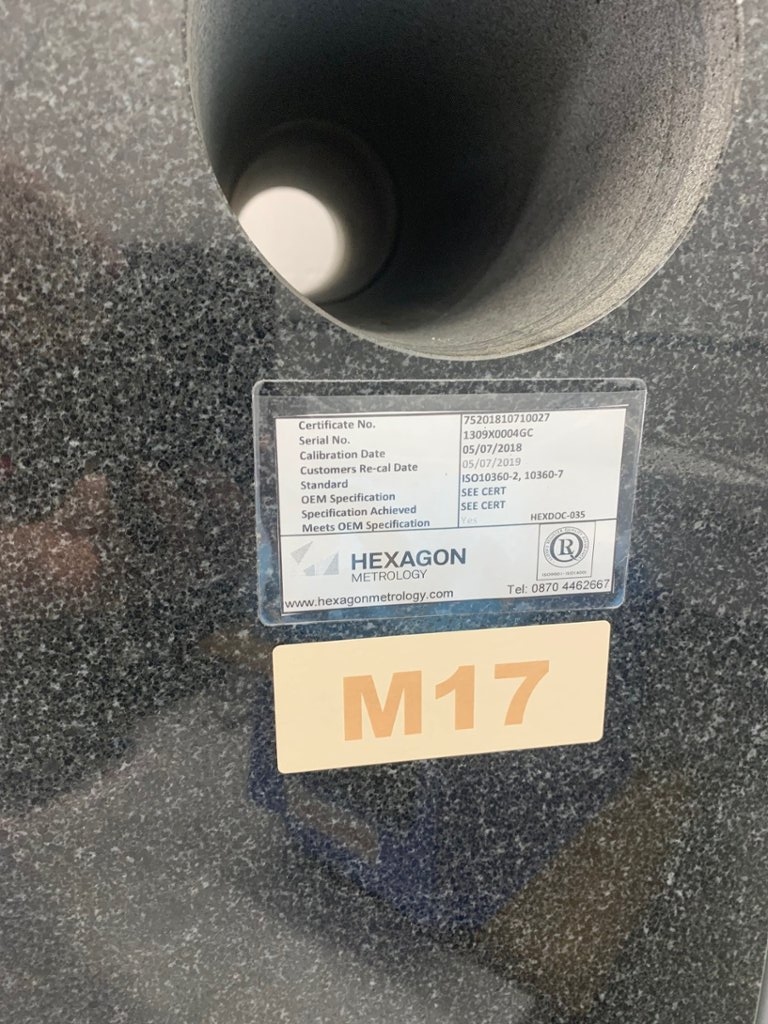 Certificate No. 75201810710027
Serial No. 1309X0004GC
Calibration Date 05/07/2018
Customers Re-cal Date 05/07/2019
Standard ISO10360-2, 10360-7
OEM Specification SEE CERT
Specification Achieved SEE CERT
Meets OEM Specification Yes HEXDOC-035
HEXAGON
METROLOGY
R
www.hexagonmetrology.com Tel: 0870 4462667
M17